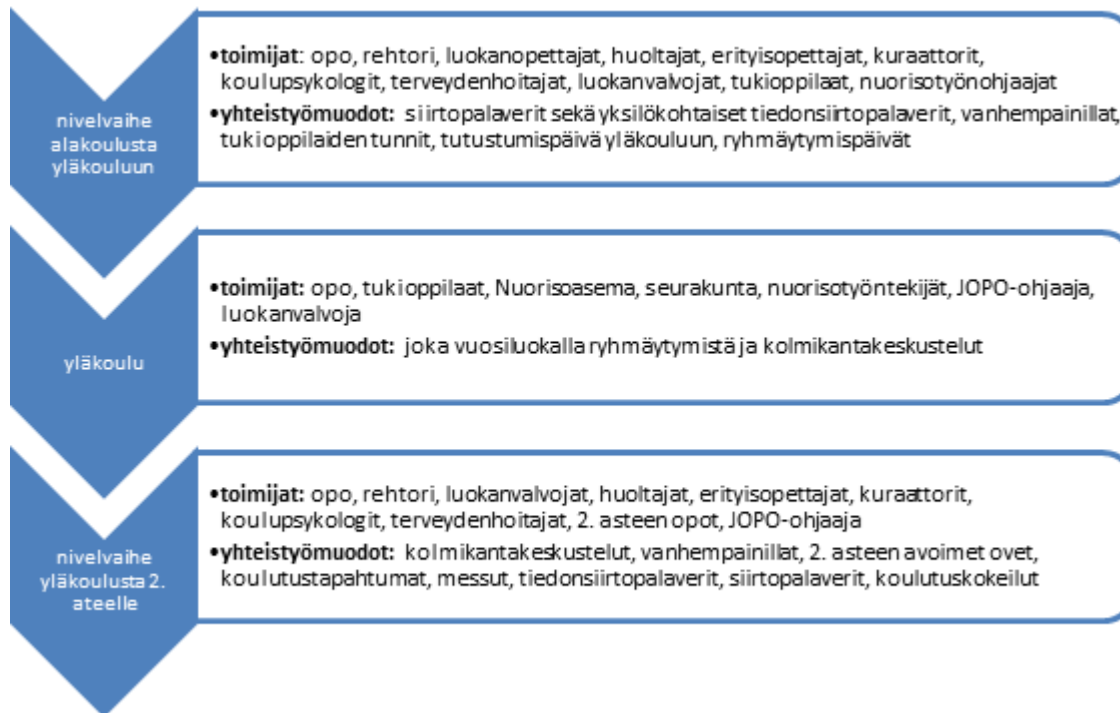 nivelvaihe
alakoulusta
yläkouluun
•toimijat: opo, rehtori, luokanopettajat, huoltajat, erityisopettajat, kuraattorit,
koulupsykologit, terveydenhoitajat, luokanvalvojat, tukioppilaat, nuorisotyönohjaajat
•yhteistyömuodot: siirtopalaverit sekä yksilökohtaiset tiedonsiirtopalaverit, vanhempainillat,
tukioppilaiden tunnit, tutustumispäivä yläkouluun, ryhmäytymispäivät
yläkoulu
•toimijat: opo, tukioppilaat, Nuorisoasema, seurakunta, nuorisotyöntekijät, JOPO-ohjaaja,
luokanvalvoja
•yhteistyömuodot: joka vuosiluokalla ryhmäytymistä ja kolmikantakeskustelut
nivelvaihe
yläkoulusta 2.
ateelle
•toimijat: opo, rehtori, luokanvalvojat, huoltajat, erityisopettajat, kuraattorit,
koulupsykologit, terveydenhoitajat, 2. asteen opot, JOPO-ohjaaja
•yhteistyömuodot: kolmikantakeskustelut, vanhempainillat, 2. asteen avoimet ovet,
koulutustapahtumat, messut, tiedonsiirtopalaverit, siirtopalaverit, koulutuskokeilut